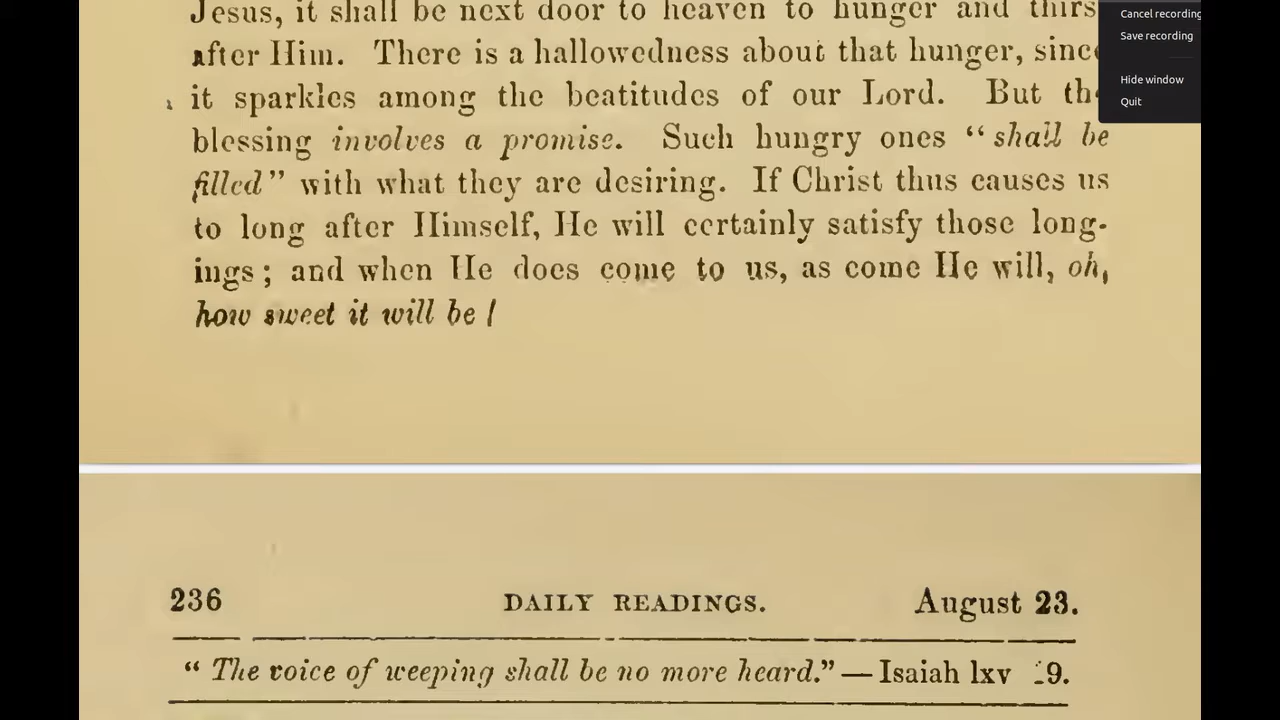 Jesus, it shall be next door to heaven to hunger and thirs
after Him. There is a hallowedness about that hunger, since
it sparkles among the beatitudes of our Lord. But the
blessing involves a promise. Such hungry ones “shall be
filled” with what they are desiring. If Christ thus causes us
to long after Himself, He will certainly satisfy those long-
ings; and when He does come to us, as come He will, oh,
how sweet it will be!
Cancel recording
Save recording
Hide window
Quit
236 DAILY READINGS. August 23.
“The voice of weeping shall be no more heard.”—Isaiah lxv 9.